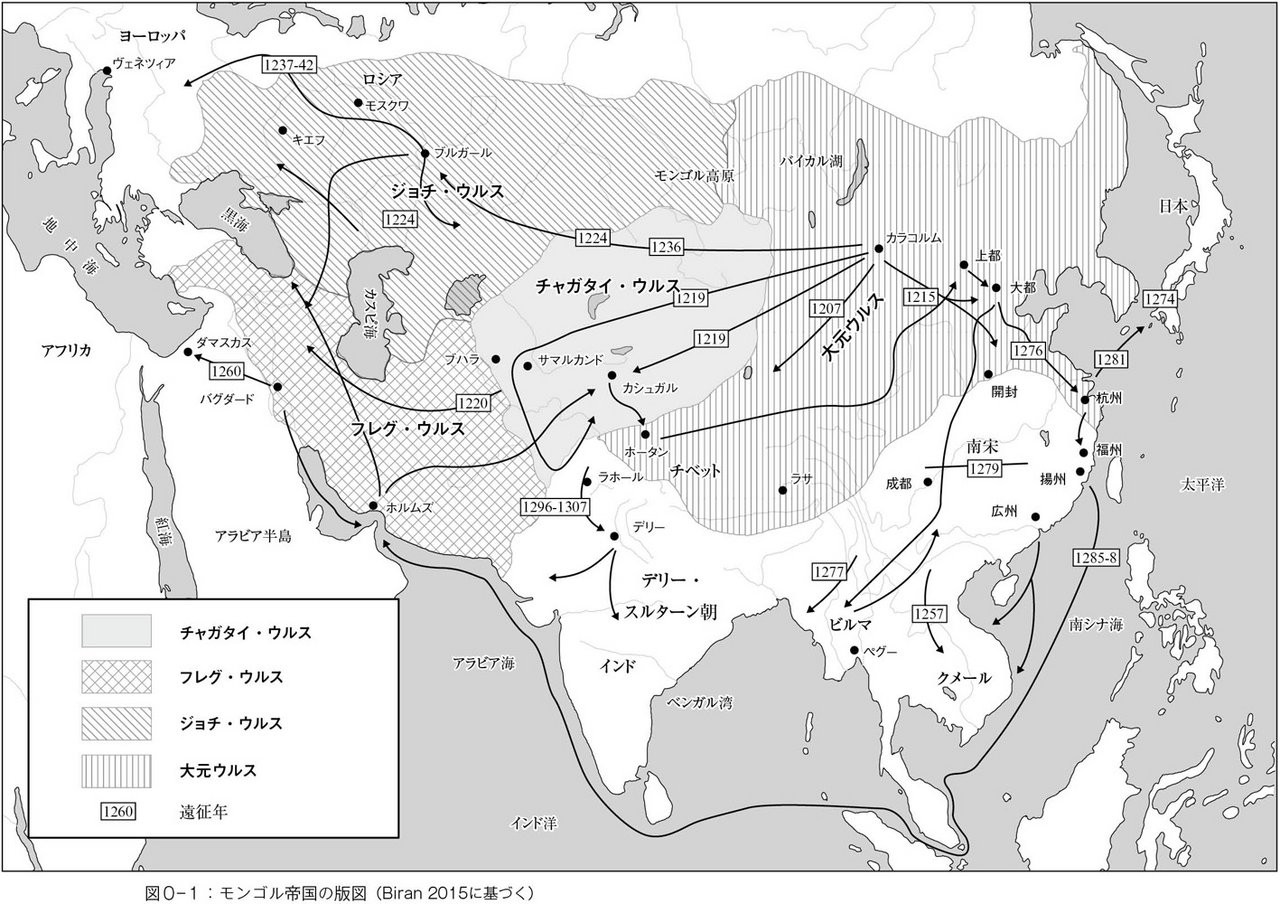 ヨーロッパ
ヴェネツィア
1237-42
ロシア
モスクワ
キエフ
ブルガール
ジョチ・ウルス
1224
モンゴル高原
バイカル湖
日本
黒海
地中海
カスピ海
1224
1236
カラコルム
上都
大都
チャガタイ・ウルス
1219
1207
1215
大元ウルス
1274
1219
1276
1281
アフリカ
ダマスカス
1260
バグダード
ブハラ
サマルカンド
カシュガル
1220
フレグ・ウルス
開封
杭州
ホータン
チベット
南宋
1279
福州
揚州
ラホール
ラサ
成都
太平洋
1296-1307
ホルムズ
広州
紅海
アラビア半島
デリー
デリー・
スルターン朝
1277
1285-8
1257
ビルマ
南シナ海
ペグー
クメール
アラビア海
インド
ベンガル湾
インド洋
チャガタイ・ウルス
フレグ・ウルス
ジョチ・ウルス
大元ウルス
1260 遠征年
図0-1：モンゴル帝国の版図（Biran 2015に基づく）